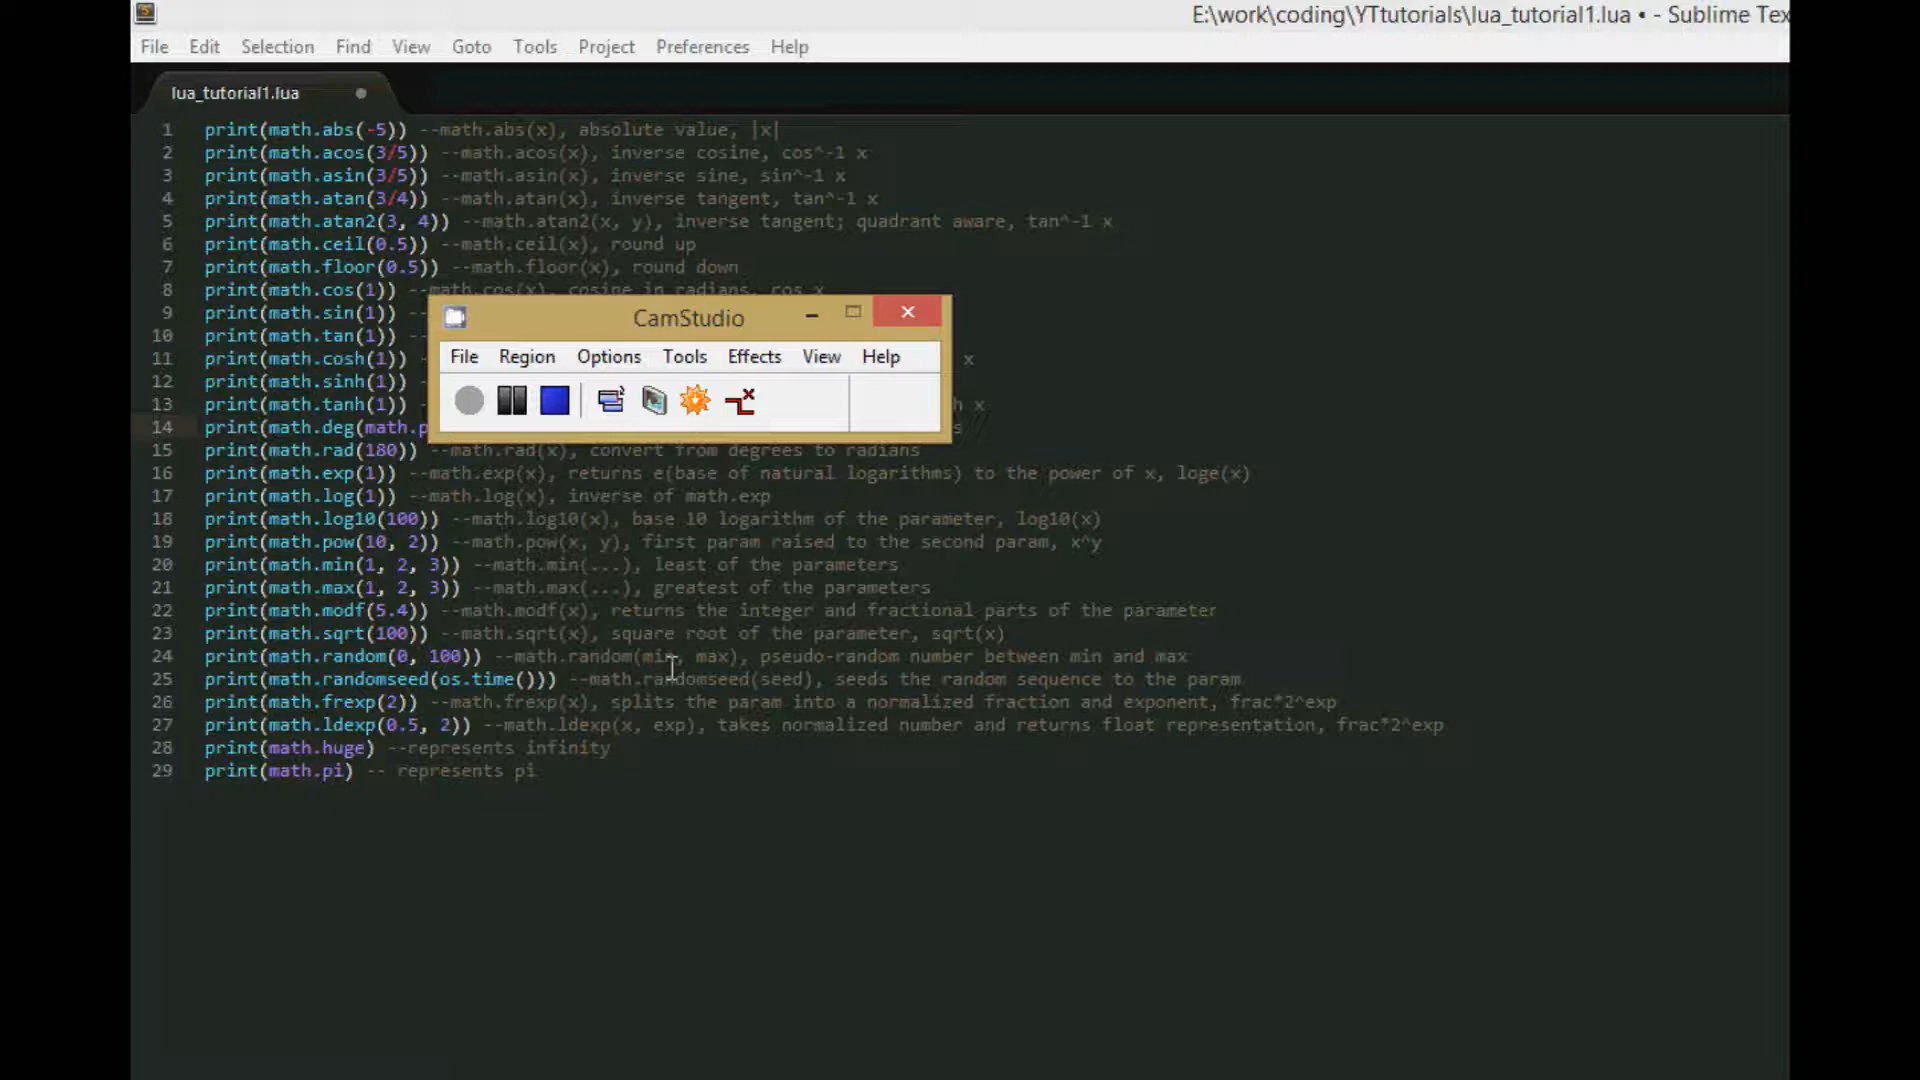 E:\work\coding\YTtutorials\lua_tutorial1.lua • - Sublime Tex
File Edit Selection Find View Goto Tools Project Preferences Help
lua_tutorial1.lua
1 print(math.abs(-5)) --math.abs(x), absolute value, |x|
2 print(math.acos(3/5)) --math.acos(x), inverse cosine, cos^-1 x
3 print(math.asin(3/5)) --math.asin(x), inverse sine, sin^-1 x
4 print(math.atan(3/4)) --math.atan(x), inverse tangent, tan^-1 x
5 print(math.atan2(3, 4)) --math.atan2(x, y), inverse tangent; quadrant aware, tan^-1 x
6 print(math.ceil(0.5)) --math.ceil(x), round up
7 print(math.floor(0.5)) --math.floor(x), round down
8 print(math.cos(1)) --math.cos(x), cosine in radians, cos x
9 print(math.sin(1)) -
10 print(math.tan(1)) -
11 print(math.cosh(1)) x
12 print(math.sinh(1))
13 print(math.tanh(1)) h x
14 print(math.deg(math.p s
CamStudio
File Region Options Tools Effects View Help
15 print(math.rad(180)) --math.rad(x), convert from degrees to radians
16 print(math.exp(1)) --math.exp(x), returns e(base of natural logarithms) to the power of x, loge(x)
17 print(math.log(1)) --math.log(x), inverse of math.exp
18 print(math.log10(100)) --math.log10(x), base 10 logarithm of the parameter, log10(x)
19 print(math.pow(10, 2)) --math.pow(x, y), first param raised to the second param, x^y
20 print(math.min(1, 2, 3)) --math.min(...), least of the parameters
21 print(math.max(1, 2, 3)) --math.max(...), greatest of the parameters
22 print(math.modf(5.4)) --math.modf(x), returns the integer and fractional parts of the parameter
23 print(math.sqrt(100)) --math.sqrt(x), square root of the parameter, sqrt(x)
24 print(math.random(0, 100)) --math.random(min, max), pseudo-random number between min and max
25 print(math.randomseed(os.time())) --math.randomseed(seed), seeds the random sequence to the param
26 print(math.frexp(2)) --math.frexp(x), splits the param into a normalized fraction and exponent, frac*2^exp
27 print(math.ldexp(0.5, 2)) --math.ldexp(x, exp), takes normalized number and returns float representation, frac*2^exp
28 print(math.huge) --represents infinity
29 print(math.pi) -- represents pi